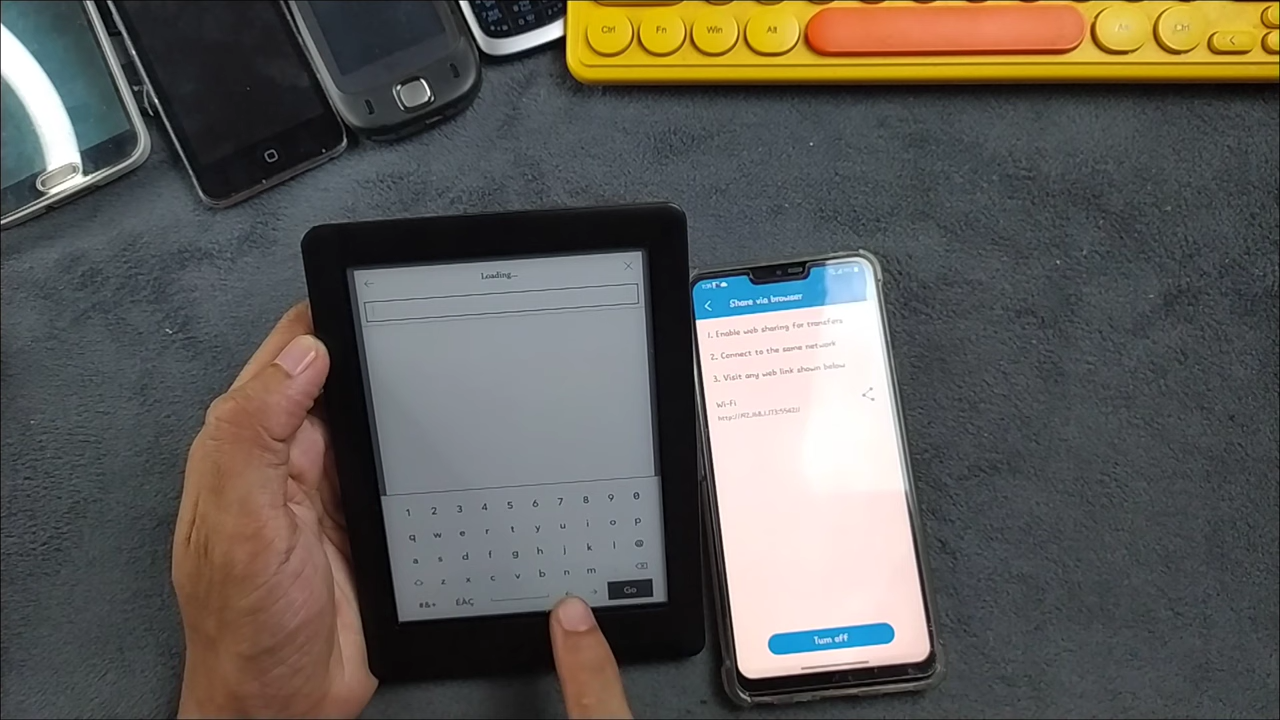 Ctrl Fn Win Alt
Loading...
Share via browser
1. Enable web sharing for transfers
2. Connect to the same network
3. Visit any web link shown below
Wi-Fi
Turn off
1 2 3 4 5 6 7 8 9 0
q w e r t y u i o p
a s d f g h j k l @
z x c v b n m
#&+ ÉÀÇ Go